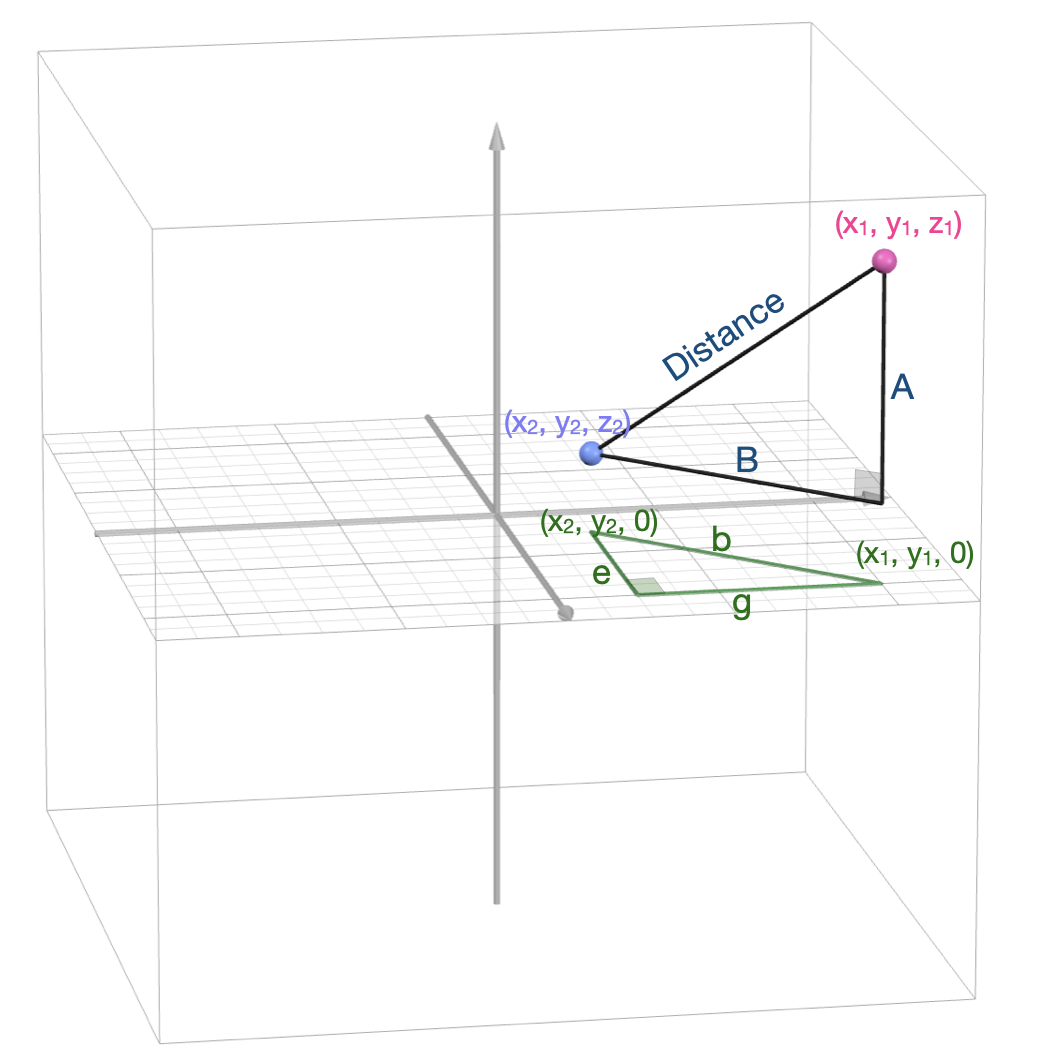 (x₁, y₁, z₁)
Distance
A
(x₂, y₂, z₂)
B
(x₂, y₂, 0)
b
(x₁, y₁, 0)
e
g